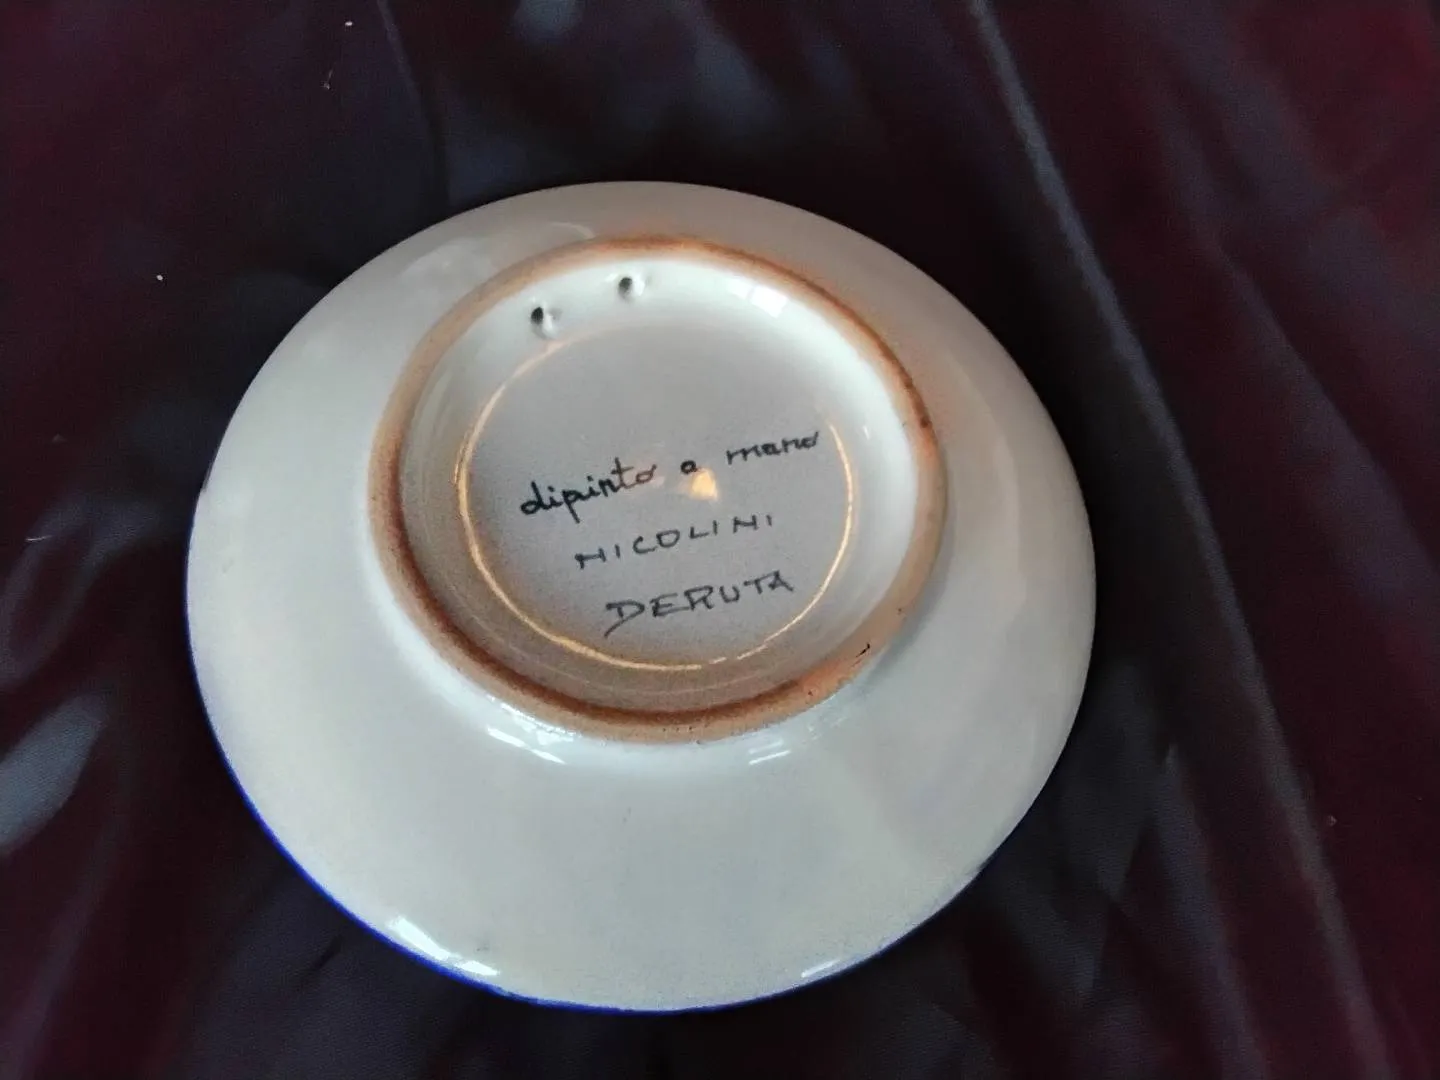 dipinto a mano
NICOLINI
DERUTA